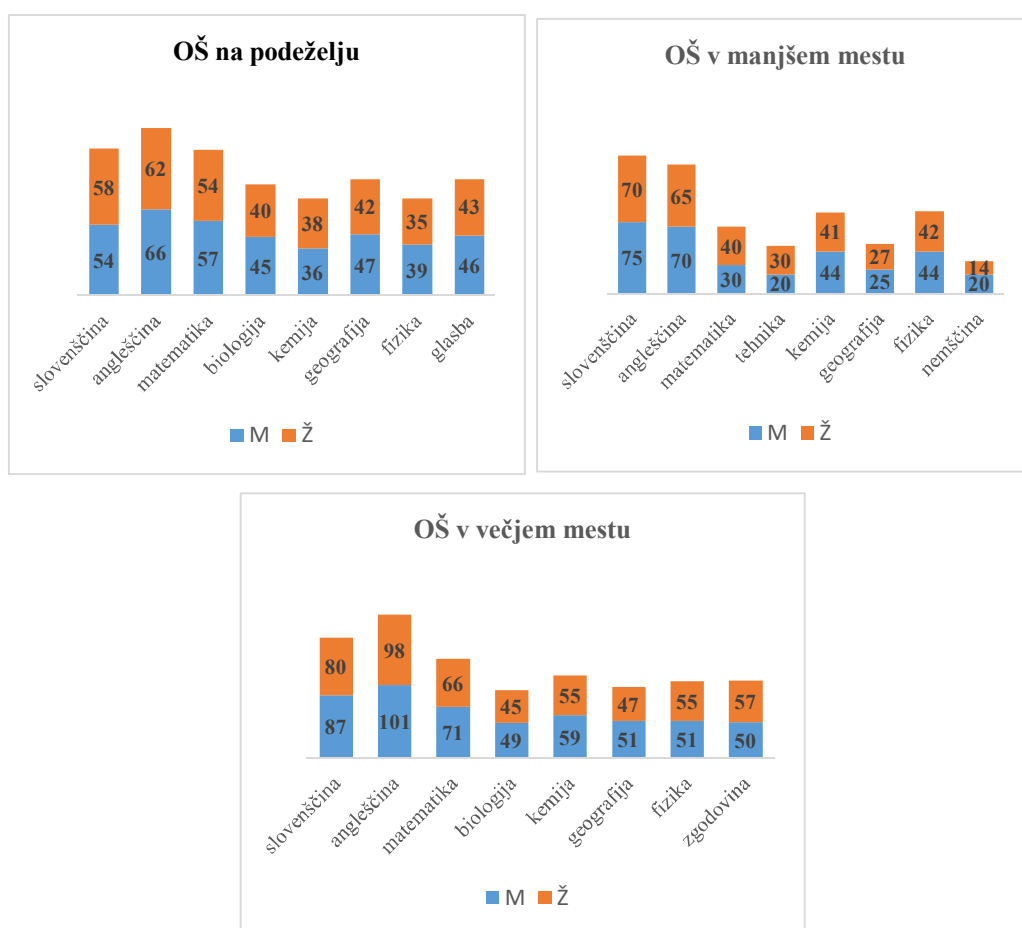 OŠ na podeželju
58 62 54 40 38 42 35 43
54 66 57 45 36 47 39 46
slovenščina angleščina matematika biologija kemija geografija fizika glasba
M Ž
OŠ v manjšem mestu
70 65 40 30 41 27 42 14
75 70 30 20 44 25 44 20
slovenščina angleščina matematika tehnika kemija geografija fizika nemščina
M Ž
OŠ v večjem mestu
80 98 66 45 55 47 55 57
87 101 71 49 59 51 51 50
slovenščina angleščina matematika biologija kemija geografija fizika zgodovina
M Ž